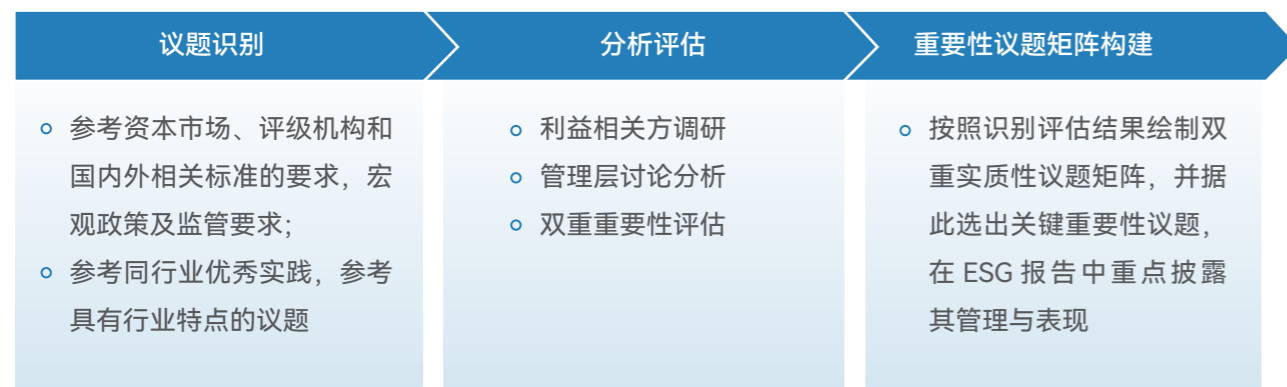 议题识别
参考资本市场、评级机构和
国内外相关标准的要求，宏
观政策及监管要求；
参考同行业优秀实践，参考
具有行业特点的议题
分析评估
利益相关方调研
管理层讨论分析
双重重要性评估
重要性议题矩阵构建
按照识别评估结果绘制双
重实质性议题矩阵，并据
此选出关键重要性议题，
在 ESG 报告中重点披露
其管理与表现